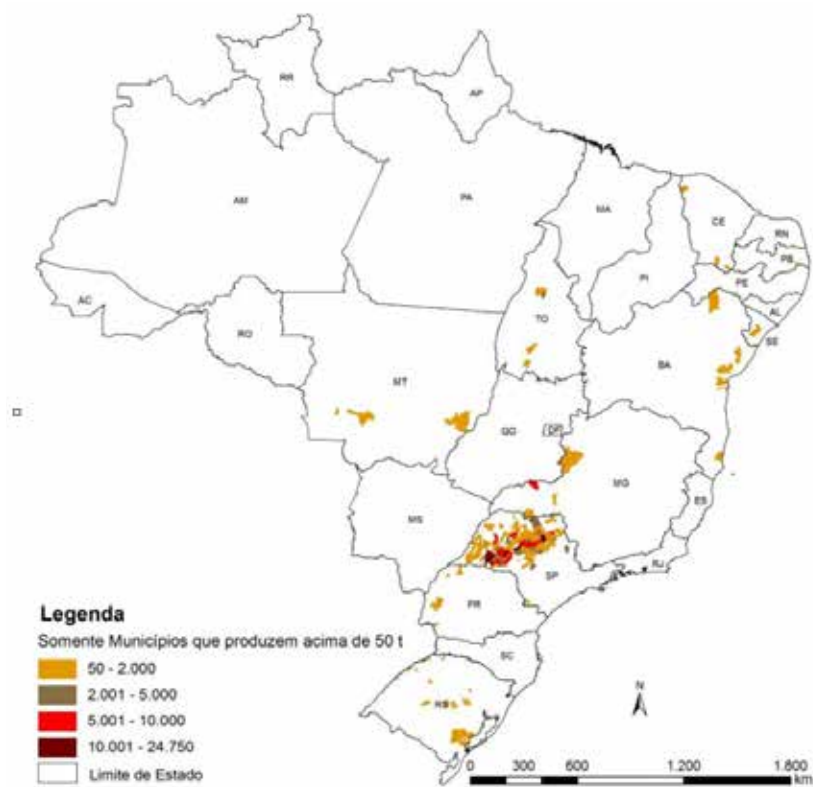 RR
AP
AM
PA
MA
CE
RN
PB
PE
PI
AL
SE
AC
TO
RO
BA
MT
GO
DF
MG
ES
MS
SP
RJ
PR
SC
RS
Legenda
Somente Municípios que produzem acima de 50 t
50 - 2.000
2.001 - 5.000
5.001 - 10.000
10.001 - 24.750
Limite de Estado
N
0 300 600 1.200 1.800
km